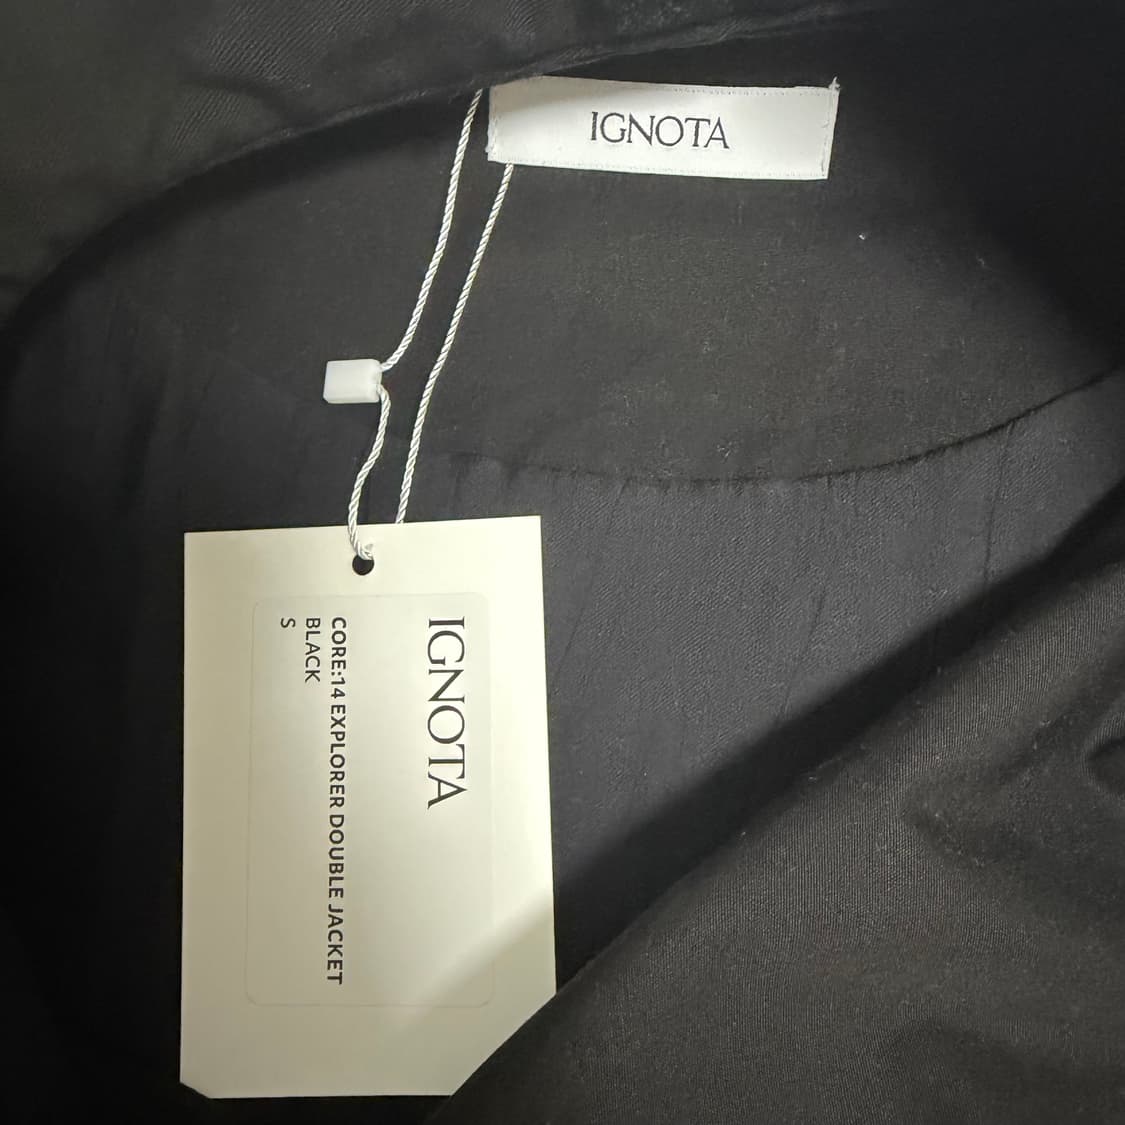 IGNOTA
IGNOTA
CORE:14 EXPLORER DOUBLE JACKET
BLACK
S